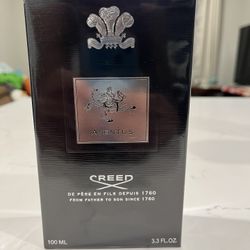 AVENTUS
CREED
DE PÈRE EN FILS DEPUIS 1760
FROM FATHER TO SON SINCE 1760
100 ML 3.3 FL.OZ.